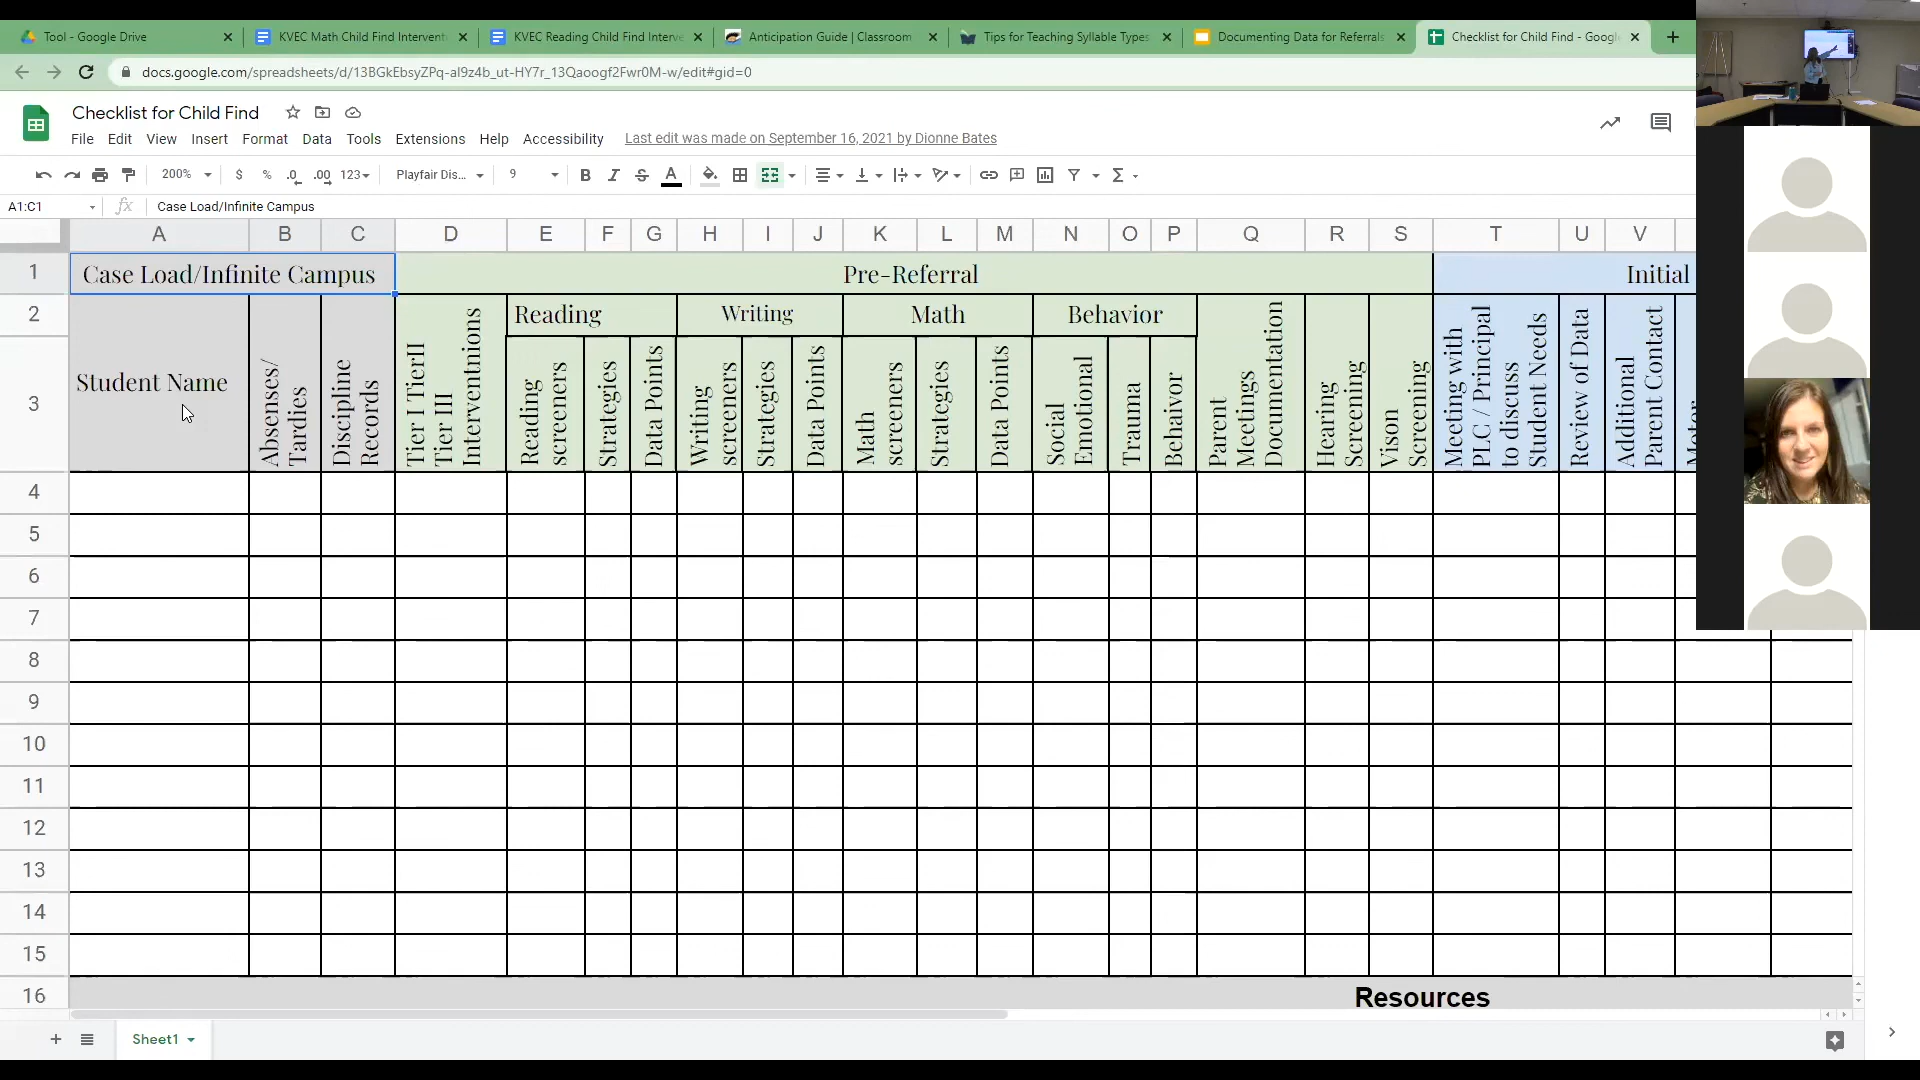 Tool - Google Drive
KVEC Math Child Find Intervent
KVEC Reading Child Find Interve
Anticipation Guide | Classroom
Tips for Teaching Syllable Types
Documenting Data for Referrals
Checklist for Child Find - Google
docs.google.com/spreadsheets/d/13BGkEbsyZPq-al9z4b_ut-HY7r_13Qaoogf2Fwr0M-w/edit#gid=0
Checklist for Child Find
File Edit View Insert Format Data Tools Extensions Help Accessibility Last edit was made on September 16, 2021 by Dionne Bates
200% $ % .0 .00 123 Playfair Dis... 9 B I S A
A1:C1 fx Case Load/Infinite Campus
A B C D E F G H I J K L M N O P Q R S T U V
1 Case Load/Infinite Campus Pre-Referral Initial
2 Reading Writing Math Behavior
3 Student Name
Absenses/
Tardies
Discipline
Records
Tier I TierII
Tier III
Interventnions
Reading
screeners
Strategies
Data Points
Writing
screeners
Strategies
Data Points
Math
screeners
Strategies
Data Points
Social
Emotional
Trauma
Behaivor
Parent
Meetings
Documentation
Hearing
Screening
Vison
Screening
Meeting with
PLC / Principal
to discuss
Student Needs
Review of Data
Additional
Parent Contact
4
5
6
7
8
9
10
11
12
13
14
15
16 Resources
Sheet1